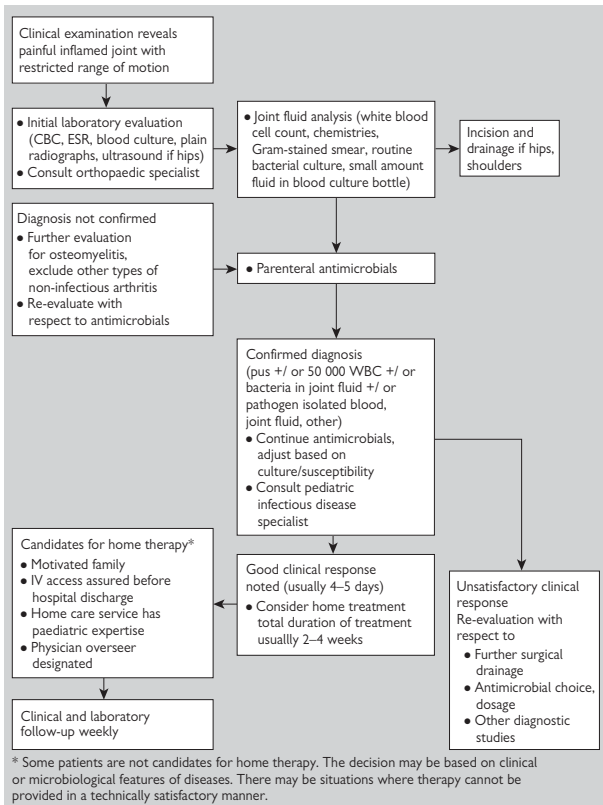 Clinical examination reveals
painful inflamed joint with
restricted range of motion
• Initial laboratory evaluation
(CBC, ESR, blood culture, plain
radiographs, ultrasound if hips)
• Consult orthopaedic specialist
• Joint fluid analysis (white blood
cell count, chemistries,
Gram-stained smear, routine
bacterial culture, small amount
fluid in blood culture bottle)
Incision and
drainage if hips,
shoulders
Diagnosis not confirmed
• Further evaluation
for osteomyelitis,
exclude other types of
non-infectious arthritis
• Re-evaluate with
respect to antimicrobials
• Parenteral antimicrobials
Confirmed diagnosis
(pus +/ or 50 000 WBC +/ or
bacteria in joint fluid +/ or
pathogen isolated blood,
joint fluid, other)
• Continue antimicrobials,
adjust based on
culture/susceptibility
• Consult pediatric
infectious disease
specialist
Candidates for home therapy*
• Motivated family
• IV access assured before
hospital discharge
• Home care service has
paediatric expertise
• Physician overseer
designated
Good clinical response
noted (usually 4–5 days)
• Consider home treatment
total duration of treatment
usuallly 2–4 weeks
Unsatisfactory clinical
response
Re-evaluation with
respect to
• Further surgical
drainage
• Antimicrobial choice,
dosage
• Other diagnostic
studies
Clinical and laboratory
follow-up weekly
* Some patients are not candidates for home therapy. The decision may be based on clinical
or microbiological features of diseases. There may be situations where therapy cannot be
provided in a technically satisfactory manner.